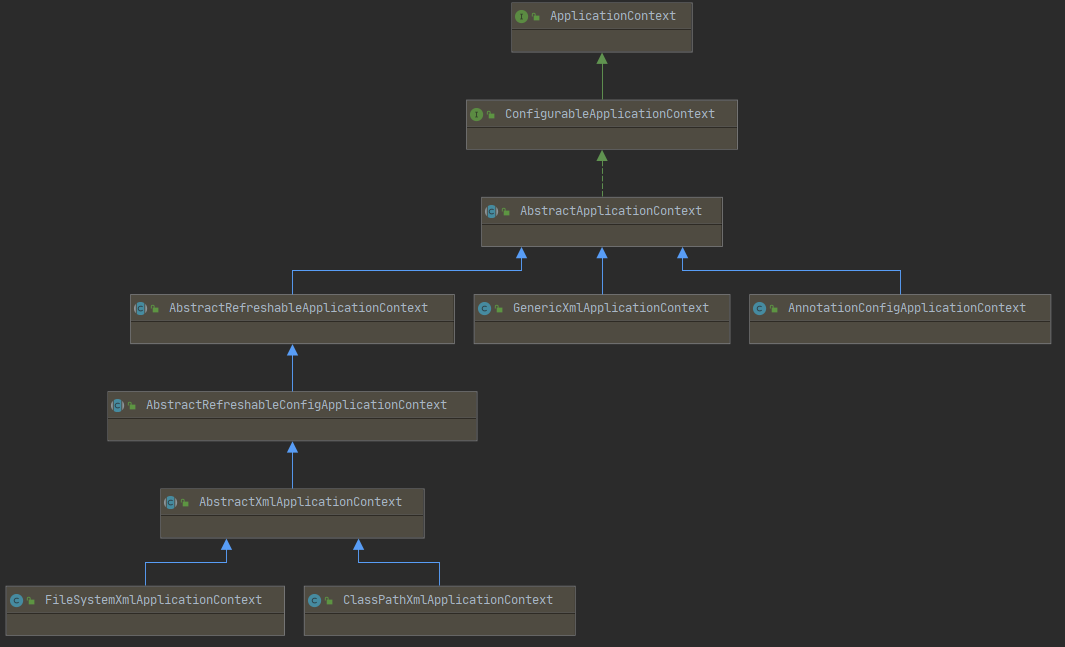 ApplicationContext
ConfigurableApplicationContext
AbstractApplicationContext
AbstractRefreshableApplicationContext
GenericXmlApplicationContext
AnnotationConfigApplicationContext
AbstractRefreshableConfigApplicationContext
AbstractXmlApplicationContext
FileSystemXmlApplicationContext
ClassPathXmlApplicationContext